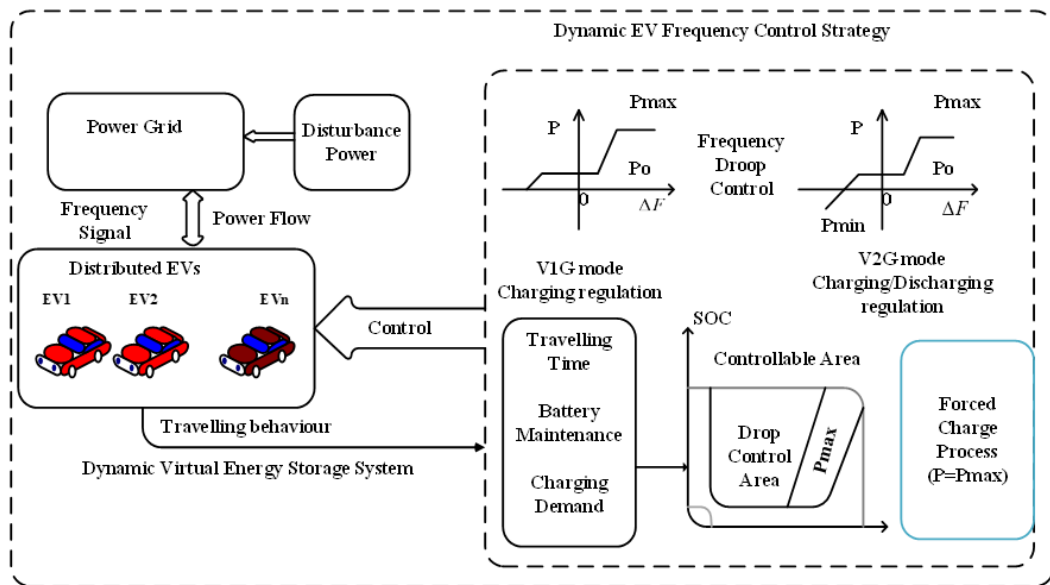 Dynamic EV Frequency Control Strategy
Power Grid
Disturbance
Power
Frequency
Signal
Power Flow
Distributed EVs
EV1
EV2
EVn
Control
Travelling behaviour
Dynamic Virtual Energy Storage System
P
Pmax
Po
0
ΔF
Frequency
Droop
Control
P
Pmax
Po
0
ΔF
Pmin
V1G mode
Charging regulation
V2G mode
Charging/Discharging
regulation
Travelling
Time
Battery
Maintenance
Charging
Demand
SOC
Controllable Area
Drop
Control
Area
Pmax
Forced
Charge
Process
(P=Pmax)